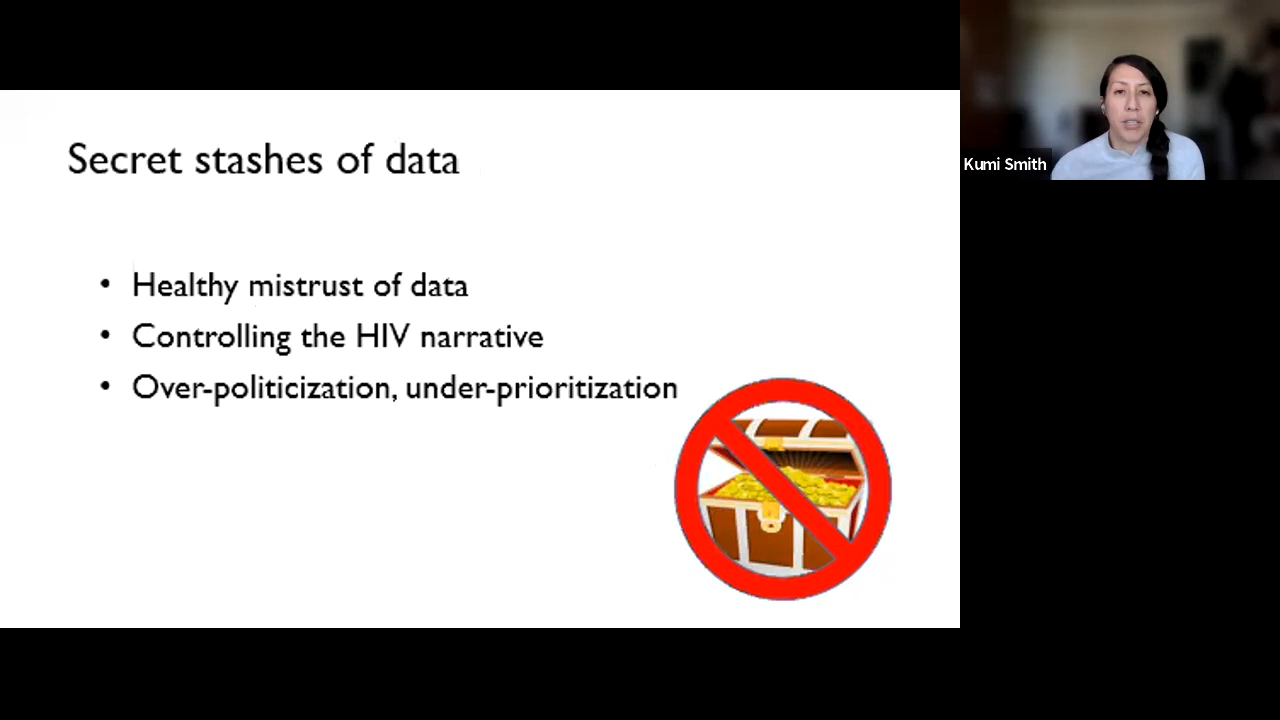 Secret stashes of data
• Healthy mistrust of data
• Controlling the HIV narrative
• Over-politicization, under-prioritization
Kumi Smith